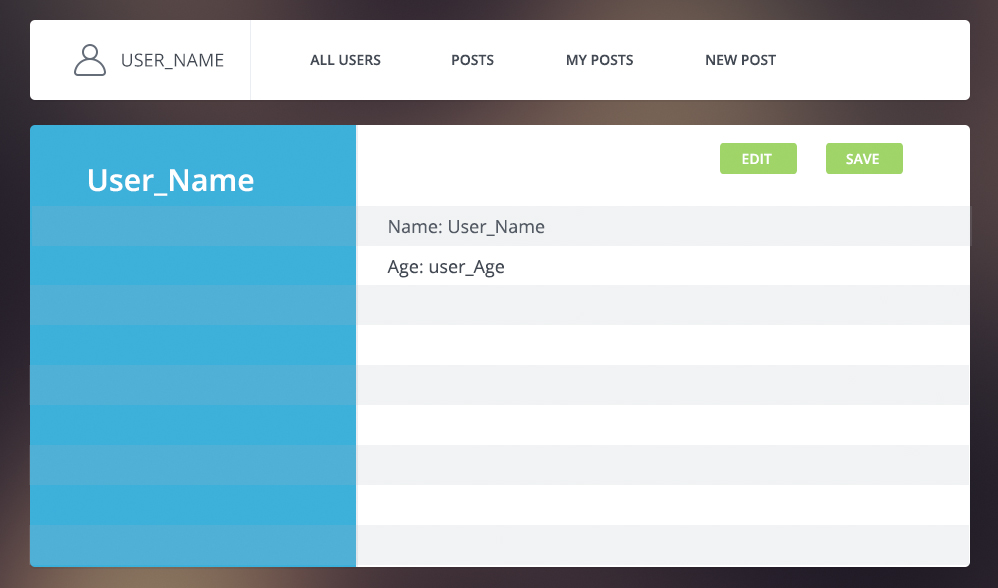 USER_NAME
ALL USERS
POSTS
MY POSTS
NEW POST
User_Name
EDIT
SAVE
Name: User_Name
Age: user_Age